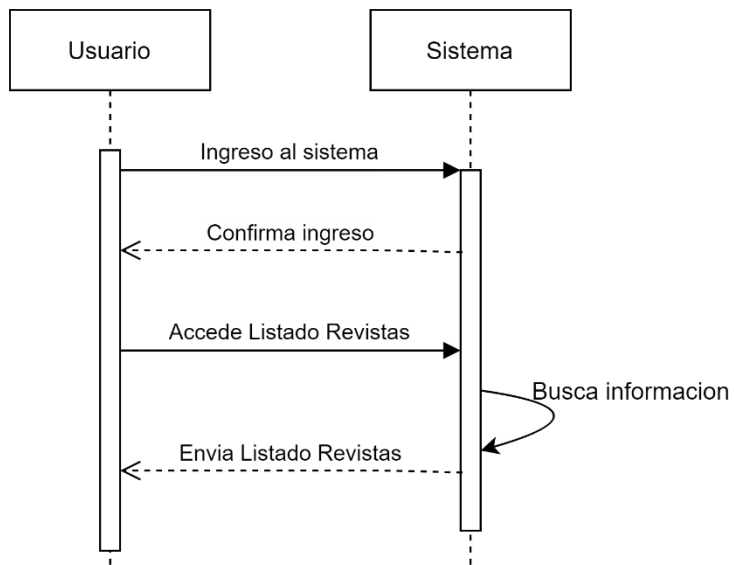 Usuario
Sistema
Ingreso al sistema
Confirma ingreso
Accede Listado Revistas
Busca informacion
Envia Listado Revistas